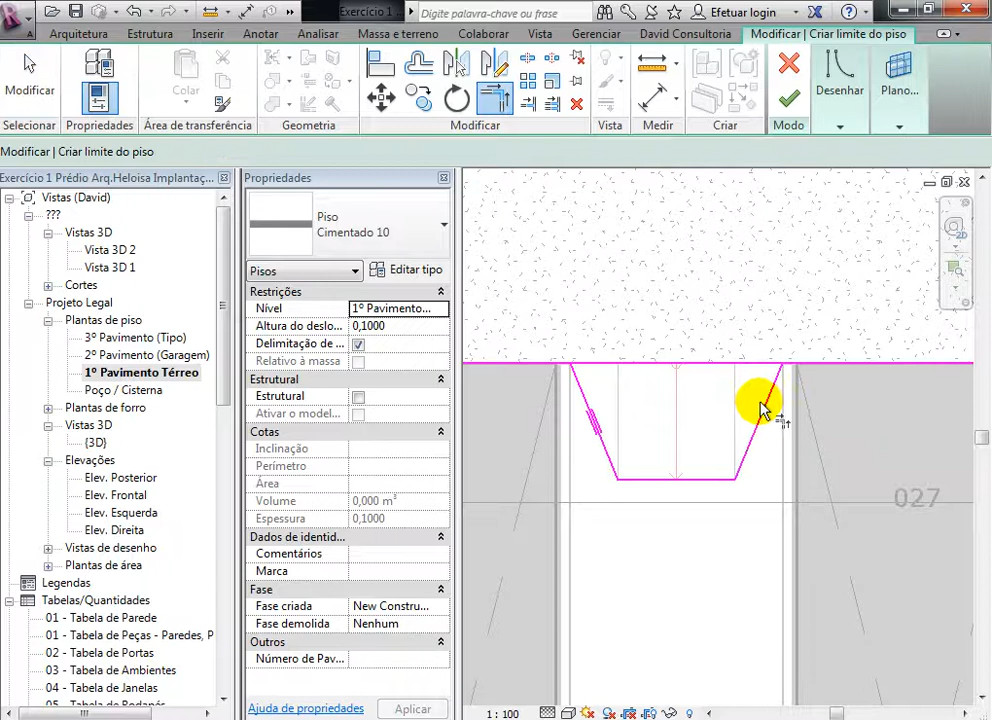 Exercício 1
Digite palavra-chave ou frase
Efetuar login
Arquitetura
Estrutura
Inserir
Anotar
Analisar
Massa e terreno
Colaborar
Vista
Gerenciar
David Consultoria
Modificar | Criar limite do piso
Modificar
Colar
Desenhar
Plano...
Selecionar
Propriedades
Área de transferência
Geometria
Modificar
Vista
Medir
Criar
Modo
Modificar | Criar limite do piso
Exercício 1 Prédio Arq.Heloisa Implantaç...
Vistas (David)
???
Vistas 3D
Vista 3D 2
Vista 3D 1
Cortes
Projeto Legal
Plantas de piso
3º Pavimento (Tipo)
2º Pavimento (Garagem)
1º Pavimento Térreo
Poço / Cisterna
Plantas de forro
Vistas 3D
{3D}
Elevações
Elev. Posterior
Elev. Frontal
Elev. Esquerda
Elev. Direita
Vistas de desenho
Plantas de área
Legendas
Tabelas/Quantidades
01 - Tabela de Parede
01 - Tabela de Peças - Paredes, P
02 - Tabela de Portas
03 - Tabela de Ambientes
04 - Tabela de Janelas
Propriedades
Piso
Cimentado 10
Pisos
Editar tipo
Restrições
Nível 1º Pavimento...
Altura do deslo... 0,1000
Delimitação de ...
Relativo à massa
Estrutural
Estrutural
Ativar o model...
Cotas
Inclinação
Perímetro
Área
Volume 0,000 m³
Espessura 0,1000
Dados de identid...
Comentários
Marca
Fase
Fase criada New Constru...
Fase demolida Nenhum
Outros
Número de Pav...
Ajuda de propriedades
Aplicar
027
2D
1 : 100